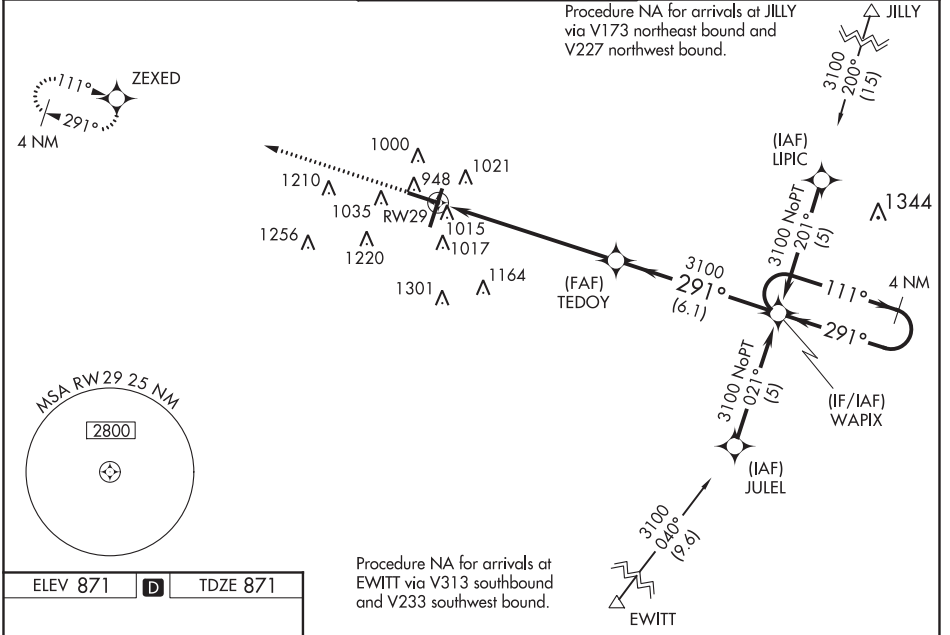 Procedure NA for arrivals at JILLY
via V173 northeast bound and
V227 northwest bound.
JILLY
3100
200°
(15)
ZEXED
111°
291°
4 NM
(IAF)
LIPIC
1000
948
1021
1210
1035
RW29
1015
1017
1256
1220
1301
1164
1344
3100 NoPT
201°
(5)
(FAF)
TEDOY
3100
291°
(6.1)
111°
4 NM
291°
(IF/IAF)
WAPIX
3100 NoPT
021°
(5)
(IAF)
JULEL
MSA RW29 25 NM
2800
3100
040°
(9.6)
EWITT
Procedure NA for arrivals at
EWITT via V313 southbound
and V233 southwest bound.
ELEV 871 D TDZE 871